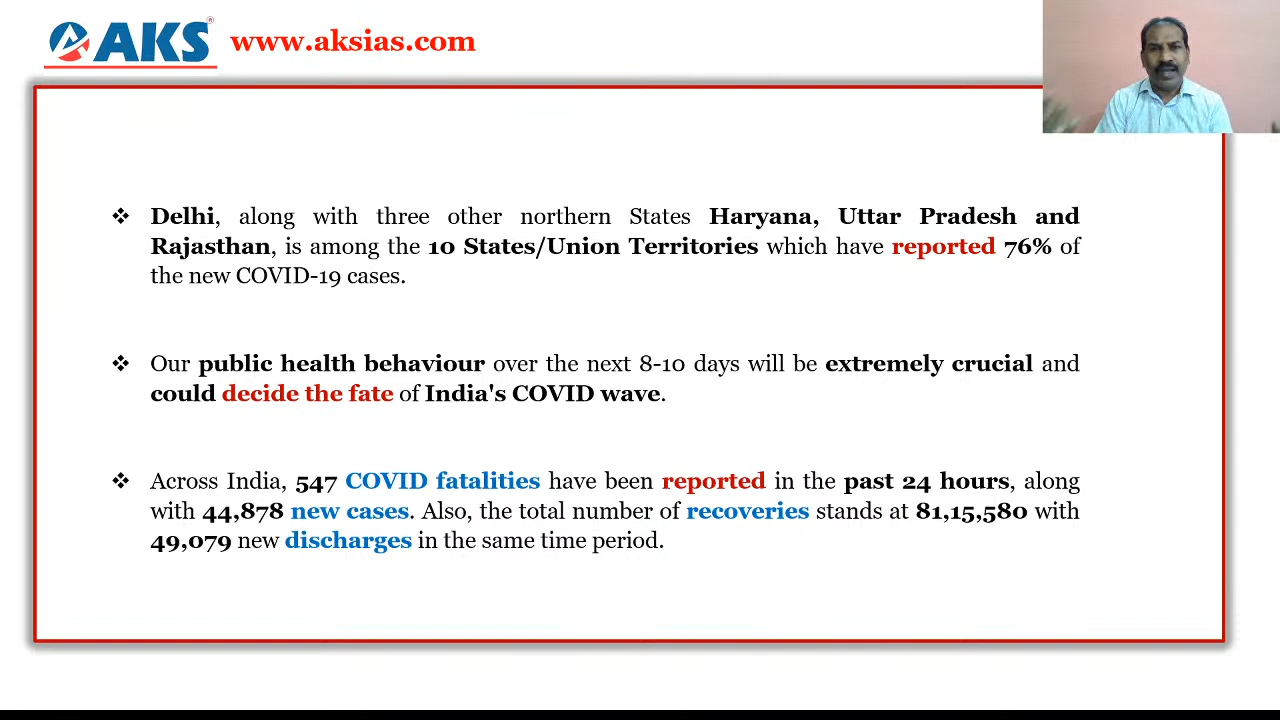 AKS®
www.aksias.com
❖ Delhi, along with three other northern States Haryana, Uttar Pradesh and
Rajasthan, is among the 10 States/Union Territories which have reported 76% of
the new COVID-19 cases.
❖ Our public health behaviour over the next 8-10 days will be extremely crucial and
could decide the fate of India's COVID wave.
❖ Across India, 547 COVID fatalities have been reported in the past 24 hours, along
with 44,878 new cases. Also, the total number of recoveries stands at 81,15,580 with
49,079 new discharges in the same time period.